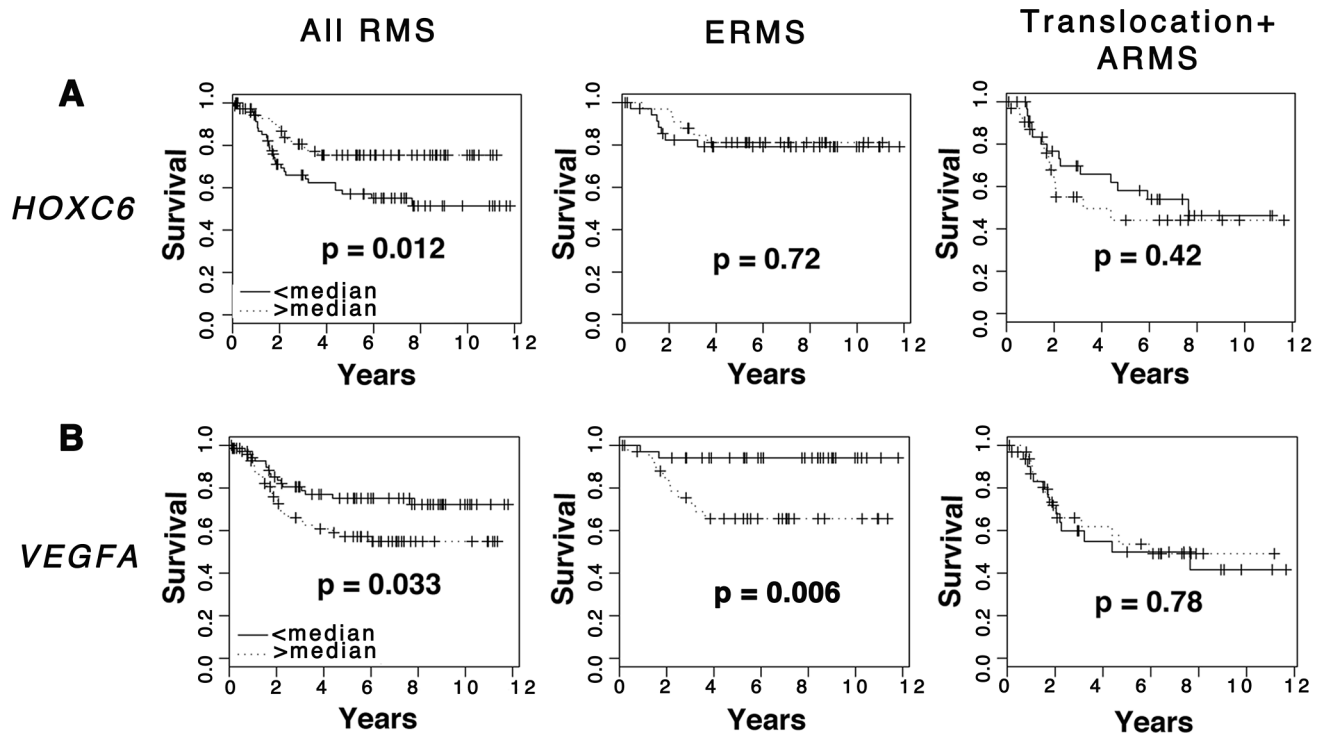 All RMS
ERMS
Translocation+
ARMS
A
HOXC6
Survival
0.0 0.2 0.4 0.6 0.8 1.0
p = 0.012
<median
>median
0 2 4 6 8 10 12
Years
Survival
0.0 0.2 0.4 0.6 0.8 1.0
p = 0.72
0 2 4 6 8 10 12
Years
Survival
0.0 0.2 0.4 0.6 0.8 1.0
p = 0.42
0 2 4 6 8 10 12
Years
B
VEGFA
Survival
0.0 0.2 0.4 0.6 0.8 1.0
p = 0.033
<median
>median
0 2 4 6 8 10 12
Years
Survival
0.0 0.2 0.4 0.6 0.8 1.0
p = 0.006
0 2 4 6 8 10 12
Years
Survival
0.0 0.2 0.4 0.6 0.8 1.0
p = 0.78
0 2 4 6 8 10 12
Years